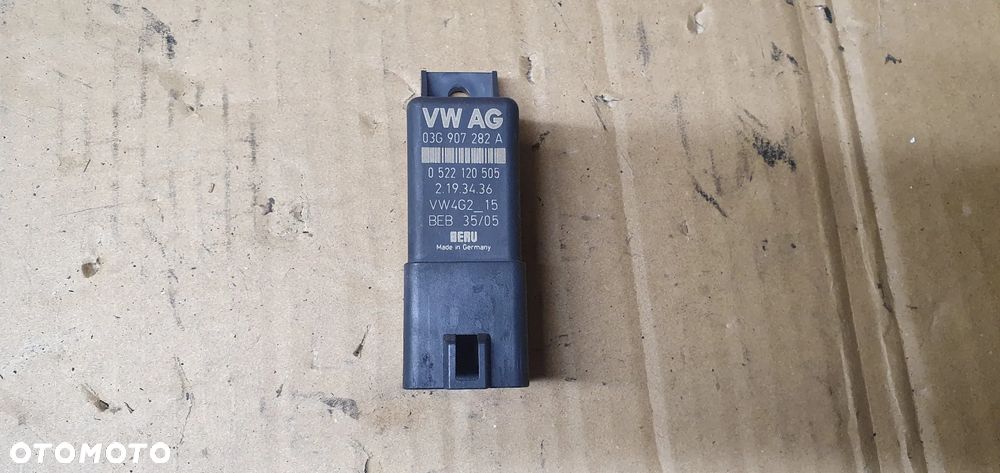 VW AG
03G 907 282 A
0 522 120 505
2.19.34.36
VW4G2_15
BEB 35/05
BERU
Made in Germany
OTOMOTO